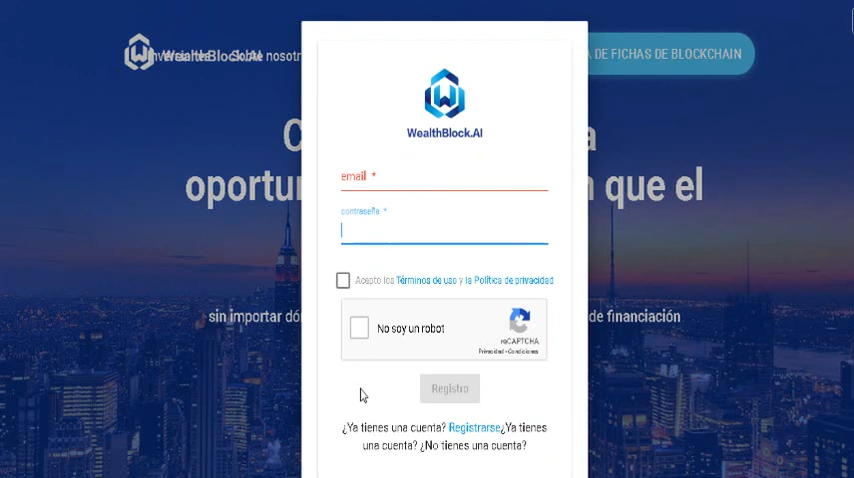 WealthBlock.AI
A DE FICHAS DE BLOCKCHAIN
oportu
n que el
sin importar
de financiación
WealthBlock.AI
email *
contraseña *
Acepto los Términos de uso y la Política de privacidad
No soy un robot
reCAPTCHA
Privacidad - Condiciones
Registro
¿Ya tienes una cuenta? Registrarse¿Ya tienes
una cuenta? ¿No tienes una cuenta?